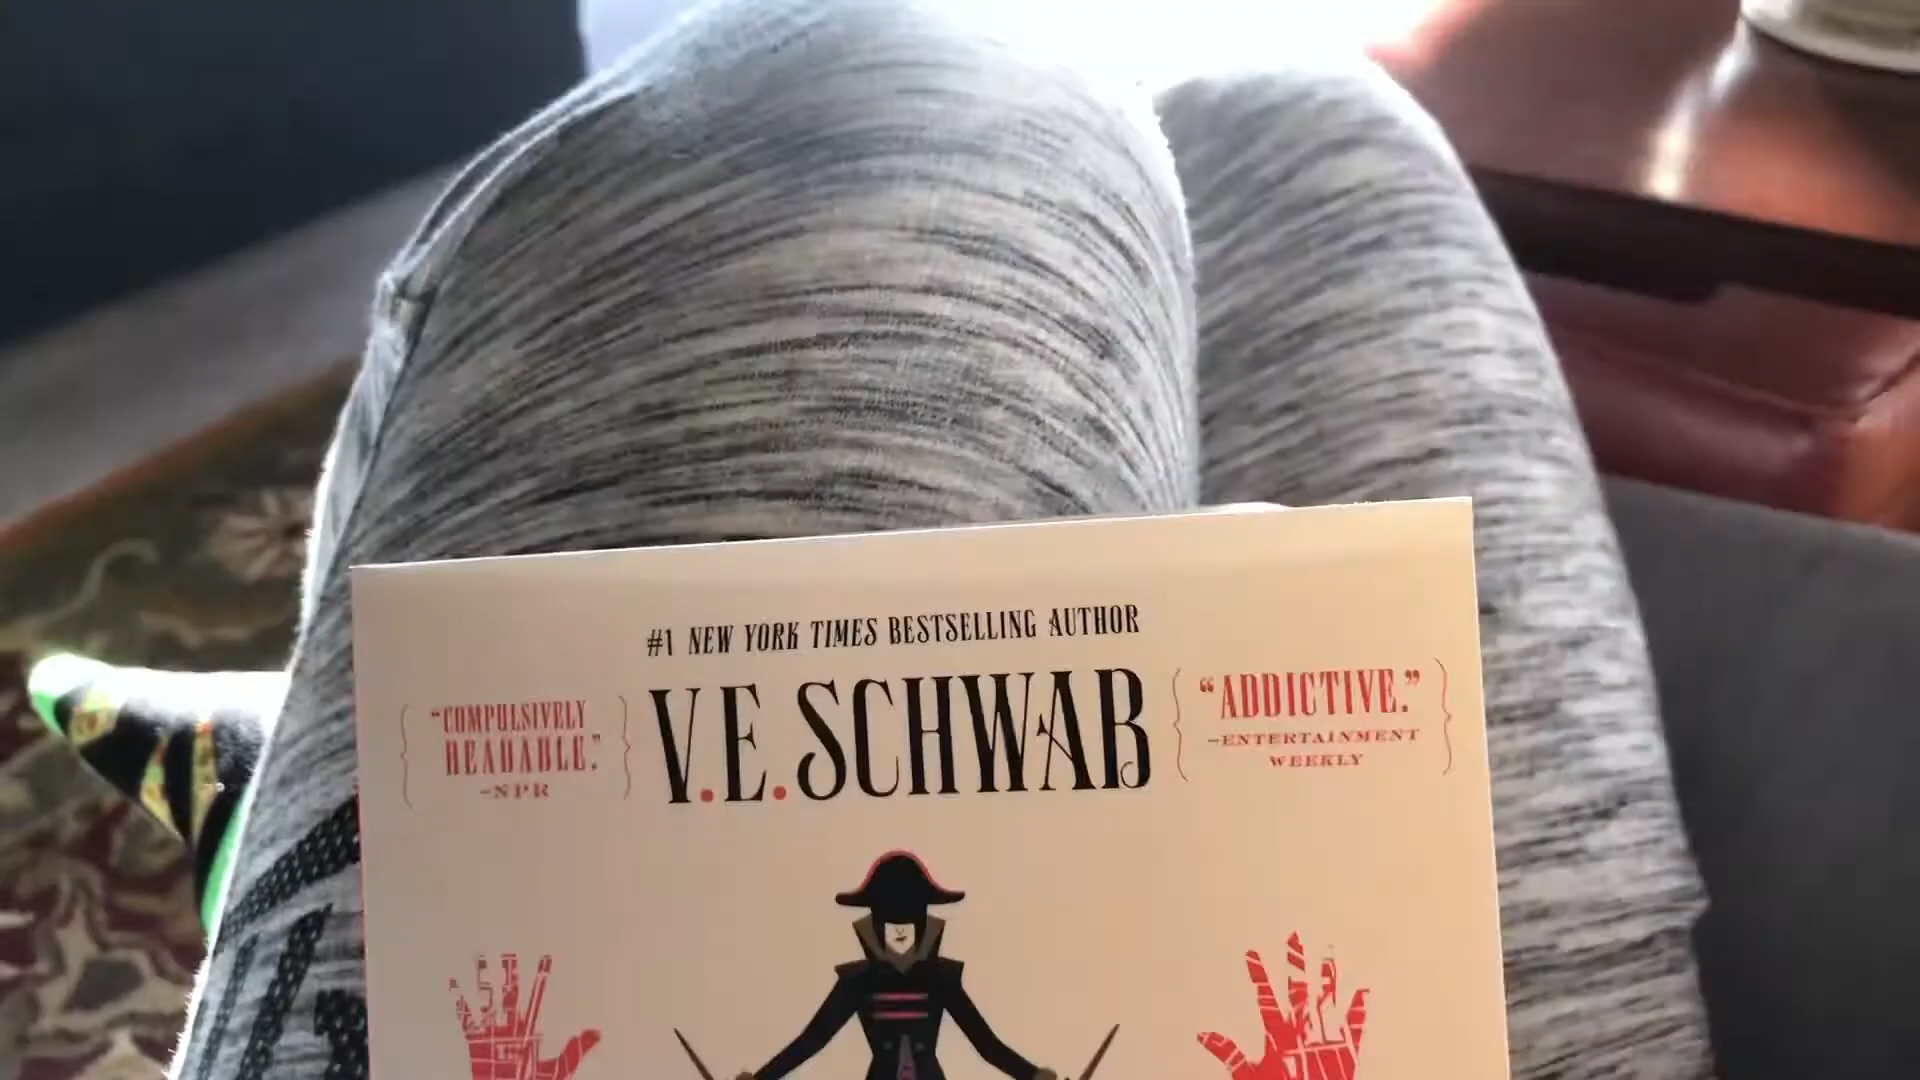 #1 NEW YORK TIMES BESTSELLING AUTHOR
V.E. SCHWAB
"COMPULSIVELY
READABLE."
-NPR
"ADDICTIVE."
-ENTERTAINMENT
WEEKLY